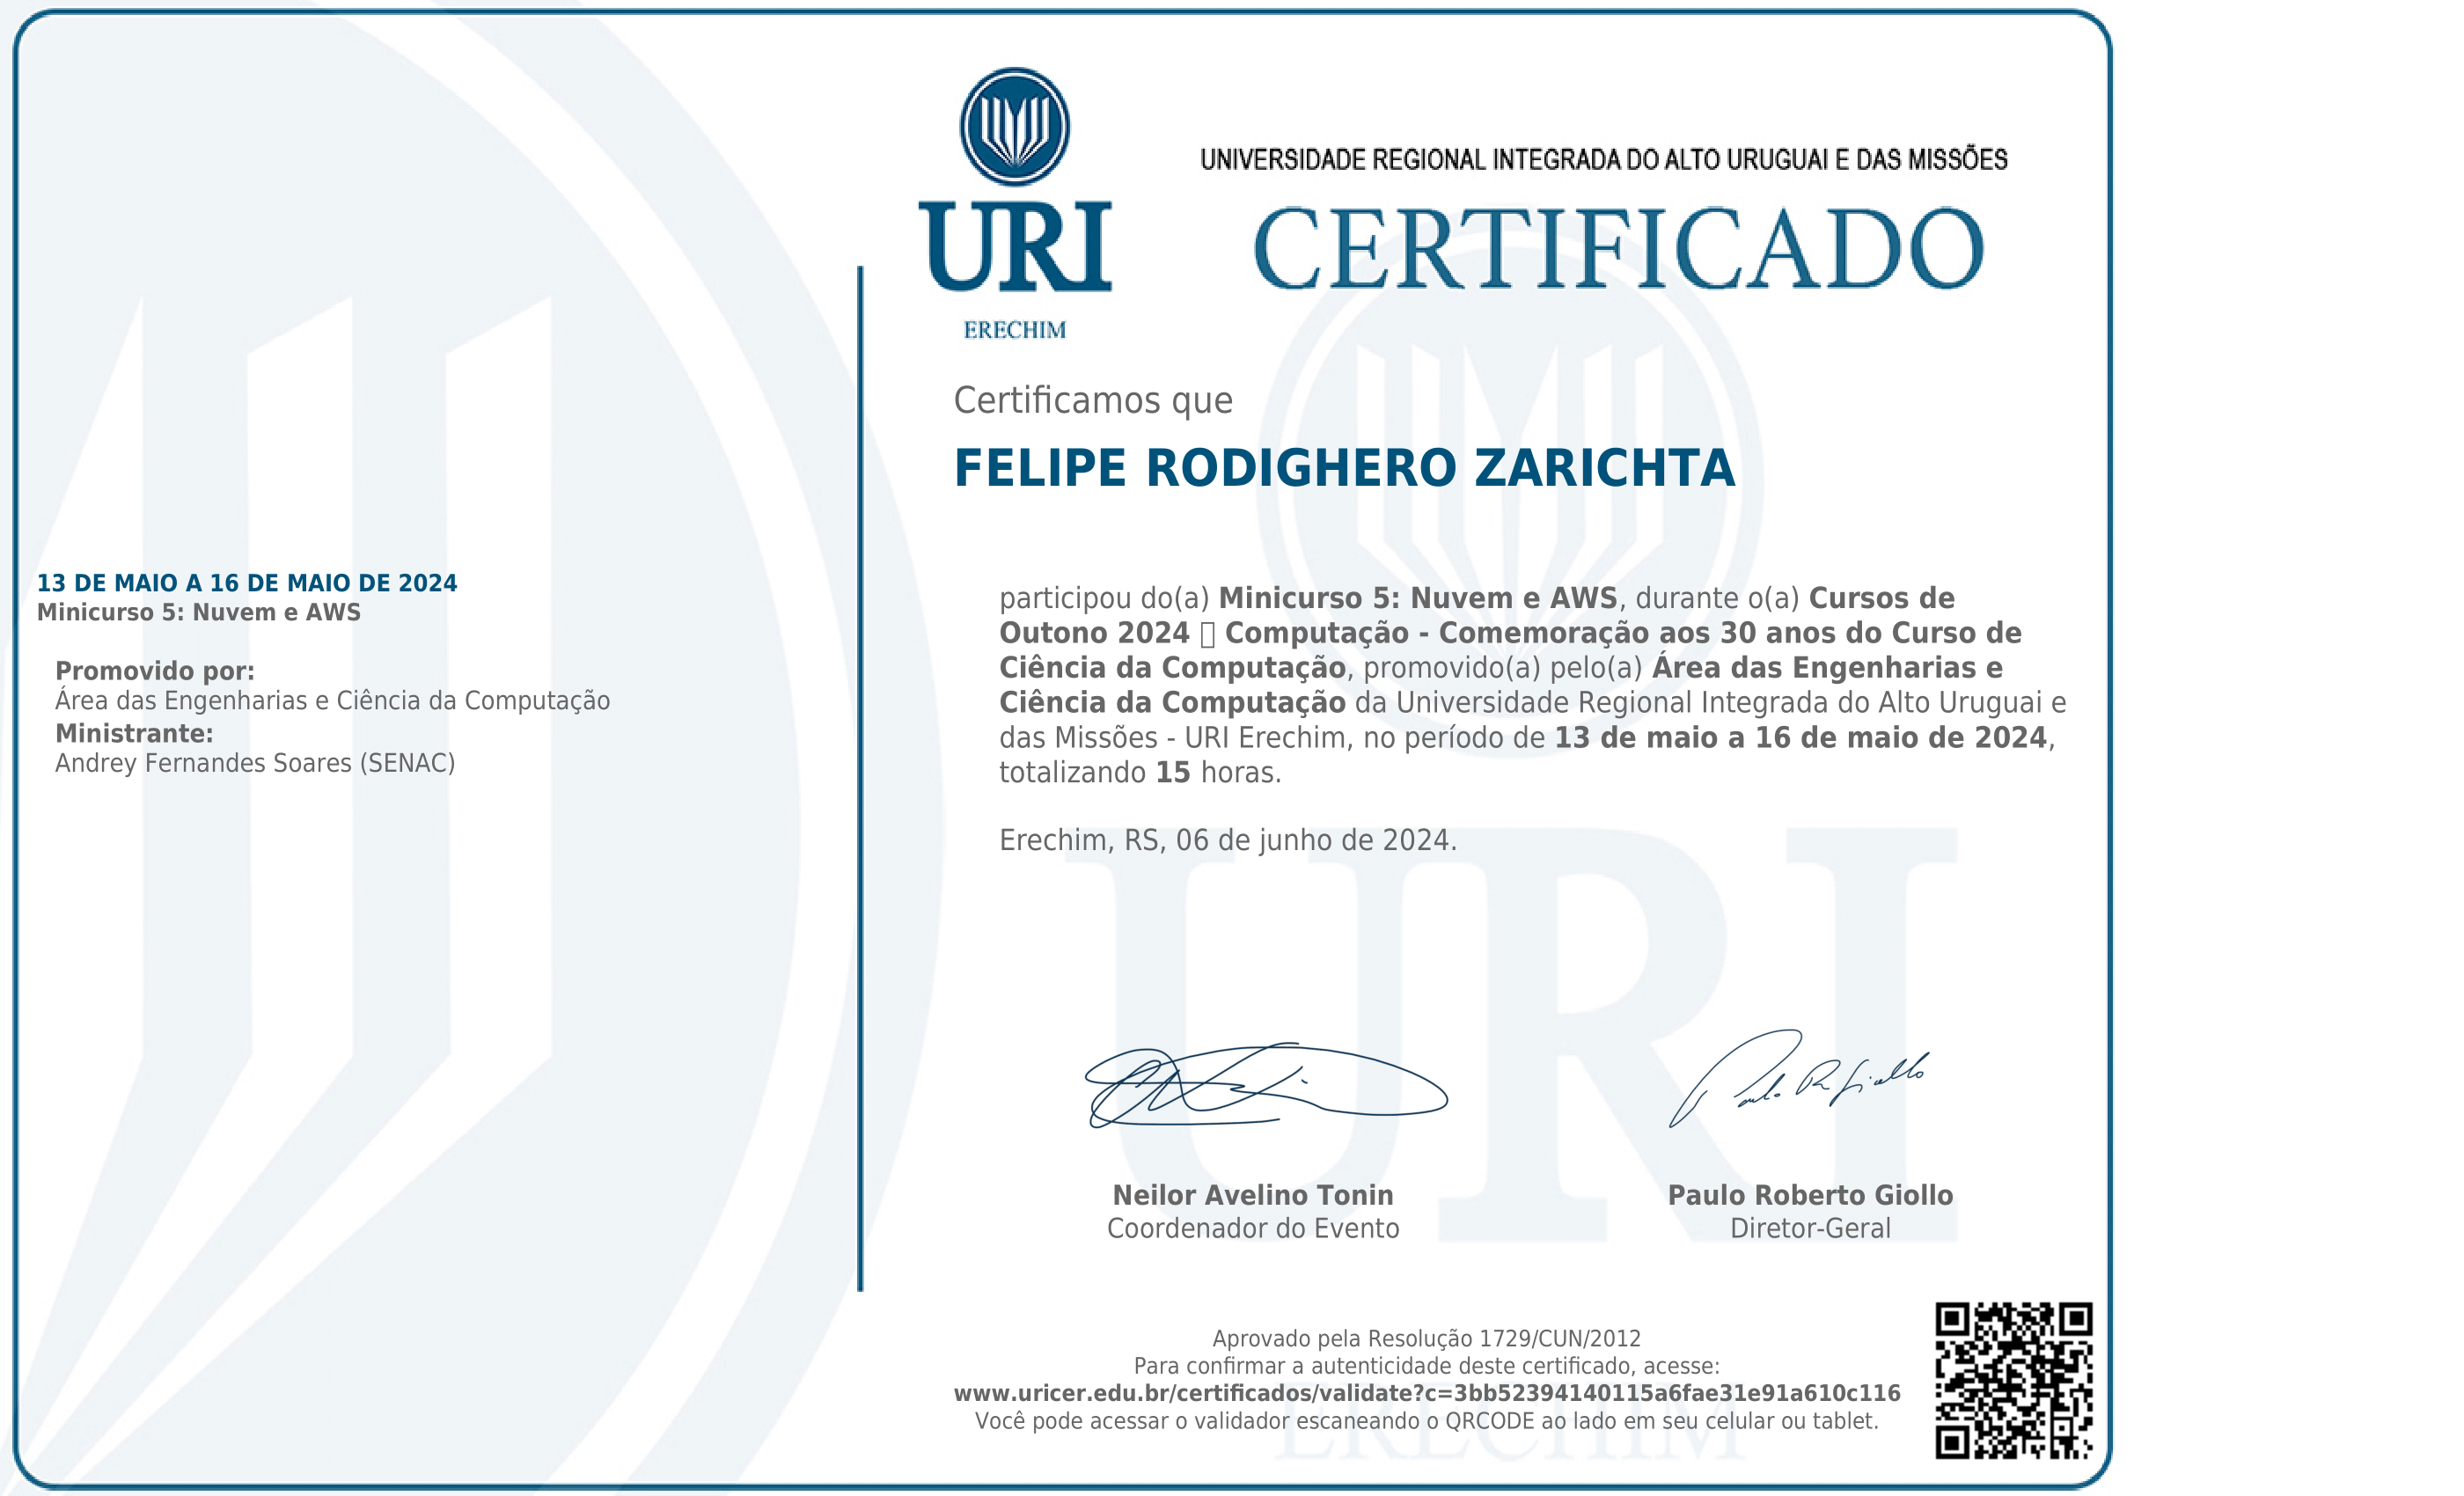 UNIVERSIDADE REGIONAL INTEGRADA DO ALTO URUGUAI E DAS MISSÕES
URI
CERTIFICADO
ERECHIM
Certificamos que
FELIPE RODIGHERO ZARICHTA
13 DE MAIO A 16 DE MAIO DE 2024
Minicurso 5: Nuvem e AWS
Promovido por:
Área das Engenharias e Ciência da Computação
Ministrante:
Andrey Fernandes Soares (SENAC)
participou do(a) Minicurso 5: Nuvem e AWS, durante o(a) Cursos de
Outono 2024 Computação - Comemoração aos 30 anos do Curso de
Ciência da Computação, promovido(a) pelo(a) Área das Engenharias e
Ciência da Computação da Universidade Regional Integrada do Alto Uruguai e
das Missões - URI Erechim, no período de 13 de maio a 16 de maio de 2024,
totalizando 15 horas.
Erechim, RS, 06 de junho de 2024.
URI
Neilor Avelino Tonin
Coordenador do Evento
Paulo Roberto Giollo
Diretor-Geral
Aprovado pela Resolução 1729/CUN/2012
Para confirmar a autenticidade deste certificado, acesse:
www.uricer.edu.br/certificados/validate?c=3bb52394140115a6fae31e91a610c116
Você pode acessar o validador escaneando o QRCODE ao lado em seu celular ou tablet.
ERECHIM